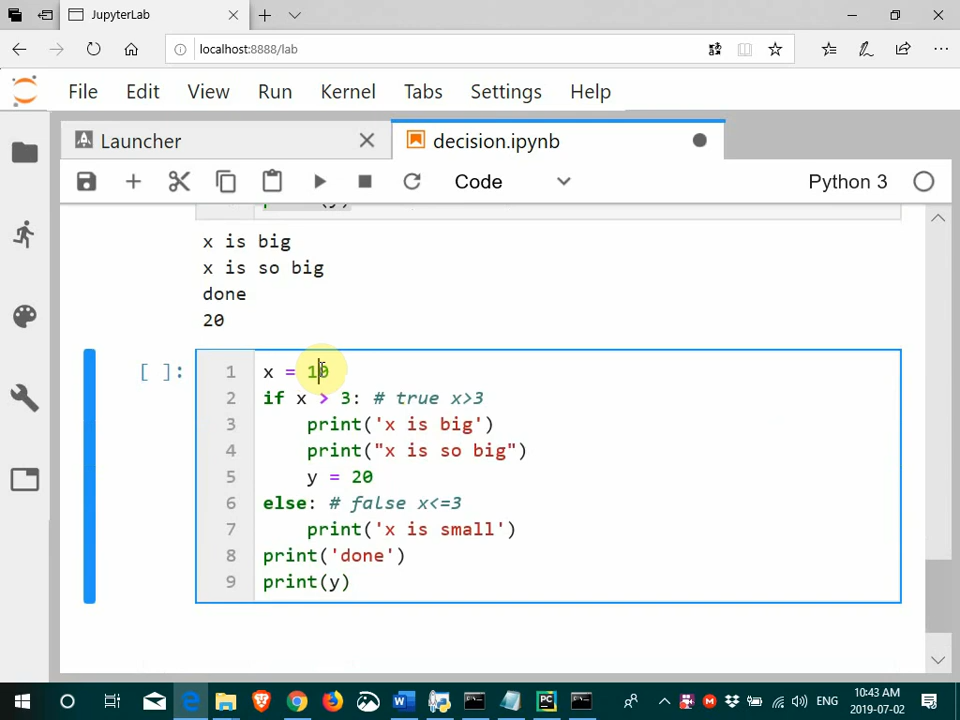 JupyterLab
localhost:8888/lab
File Edit View Run Kernel Tabs Settings Help
Launcher decision.ipynb
Code Python 3
x is big
x is so big
done
20
[ ]:
1 x = 10
2 if x > 3: # true x>3
3 print('x is big')
4 print("x is so big")
5 y = 20
6 else: # false x<=3
7 print('x is small')
8 print('done')
9 print(y)
ENG
10:43 AM
2019-07-02